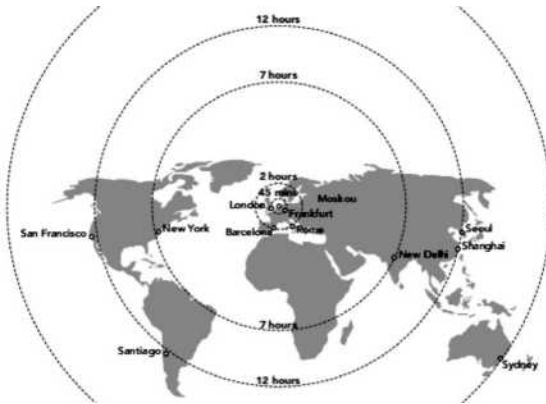 12 hours
7 hours
2 hours
45 mins
Moskou
London
Frankfurt
Barcelona
Rome
San Francisco
New York
Seoul
Shanghai
New Delhi
7 hours
Santiago
Sydney
12 hours